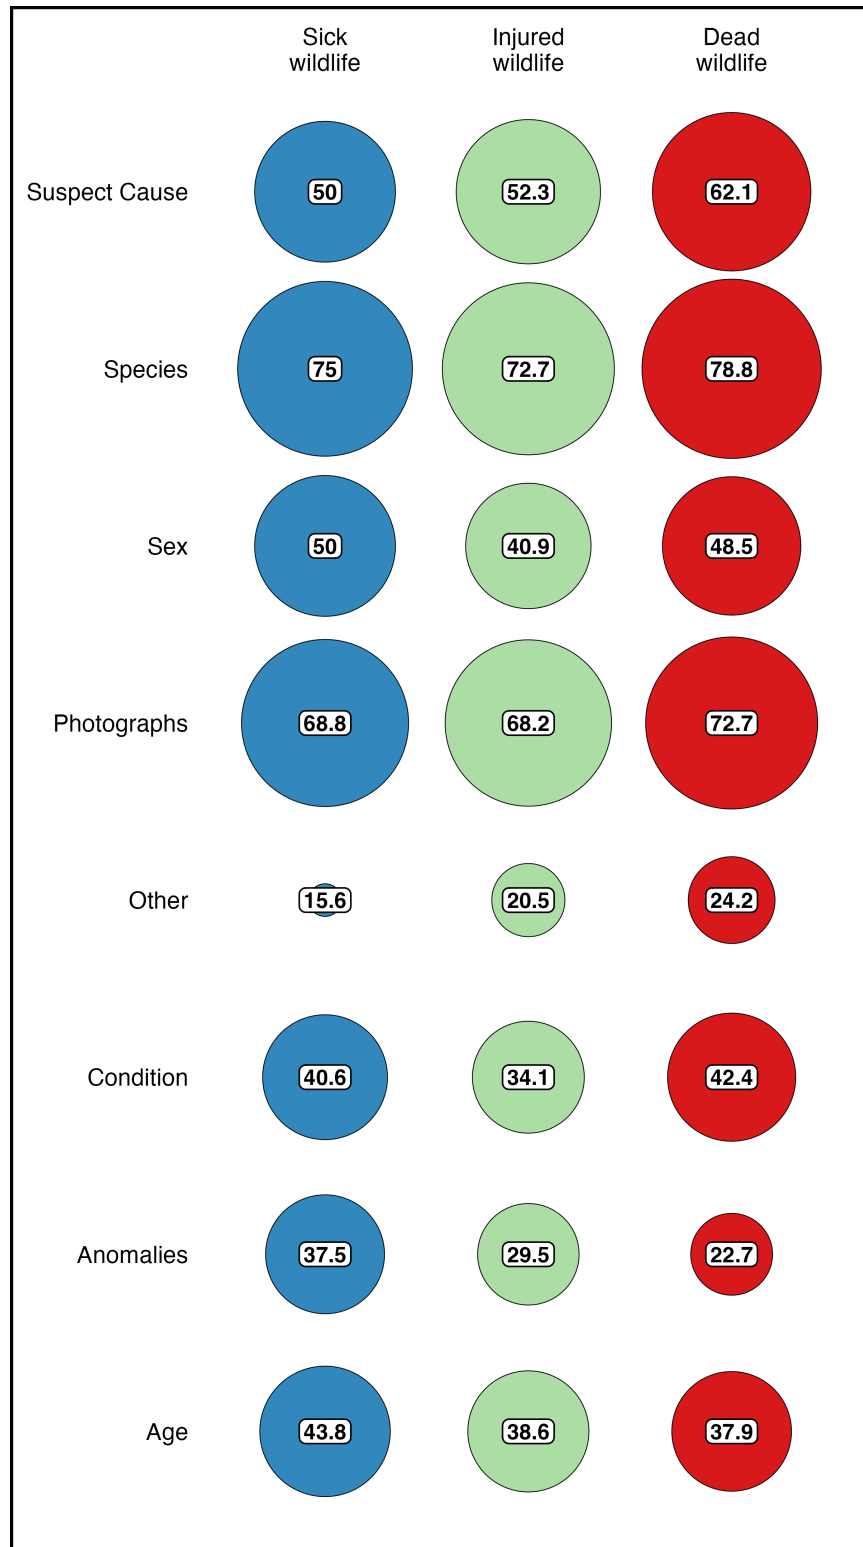 Sick Injured Dead
wildlife wildlife wildlife
Suspect Cause 50 52.3 62.1
Species 75 72.7 78.8
Sex 50 40.9 48.5
Photographs 68.8 68.2 72.7
Other 15.6 20.5 24.2
Condition 40.6 34.1 42.4
Anomalies 37.5 29.5 22.7
Age 43.8 38.6 37.9